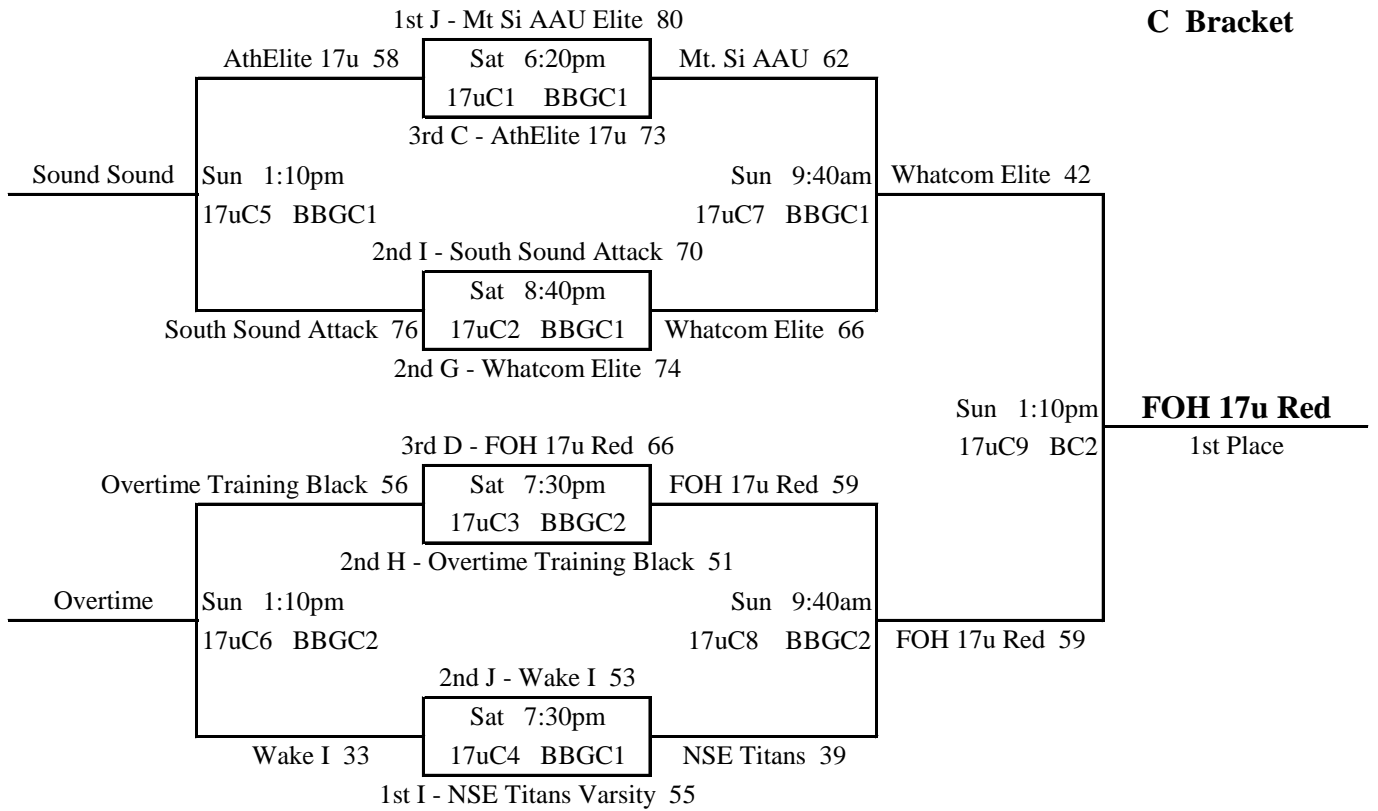 1st J - Mt Si AAU Elite 80
C Bracket
AthElite 17u 58
Sat 6:20pm
Mt. Si AAU 62
17uC1 BBGC1
3rd C - AthElite 17u 73
Sound Sound
Sun 1:10pm
Sun 9:40am
Whatcom Elite 42
17uC5 BBGC1
17uC7 BBGC1
2nd I - South Sound Attack 70
Sat 8:40pm
South Sound Attack 76
17uC2 BBGC1
Whatcom Elite 66
2nd G - Whatcom Elite 74
Sun 1:10pm
FOH 17u Red
17uC9 BC2
1st Place
3rd D - FOH 17u Red 66
Overtime Training Black 56
Sat 7:30pm
FOH 17u Red 59
17uC3 BBGC2
2nd H - Overtime Training Black 51
Overtime
Sun 1:10pm
Sun 9:40am
17uC6 BBGC2
17uC8 BBGC2
FOH 17u Red 59
2nd J - Wake I 53
Sat 7:30pm
Wake I 33
17uC4 BBGC1
NSE Titans 39
1st I - NSE Titans Varsity 55